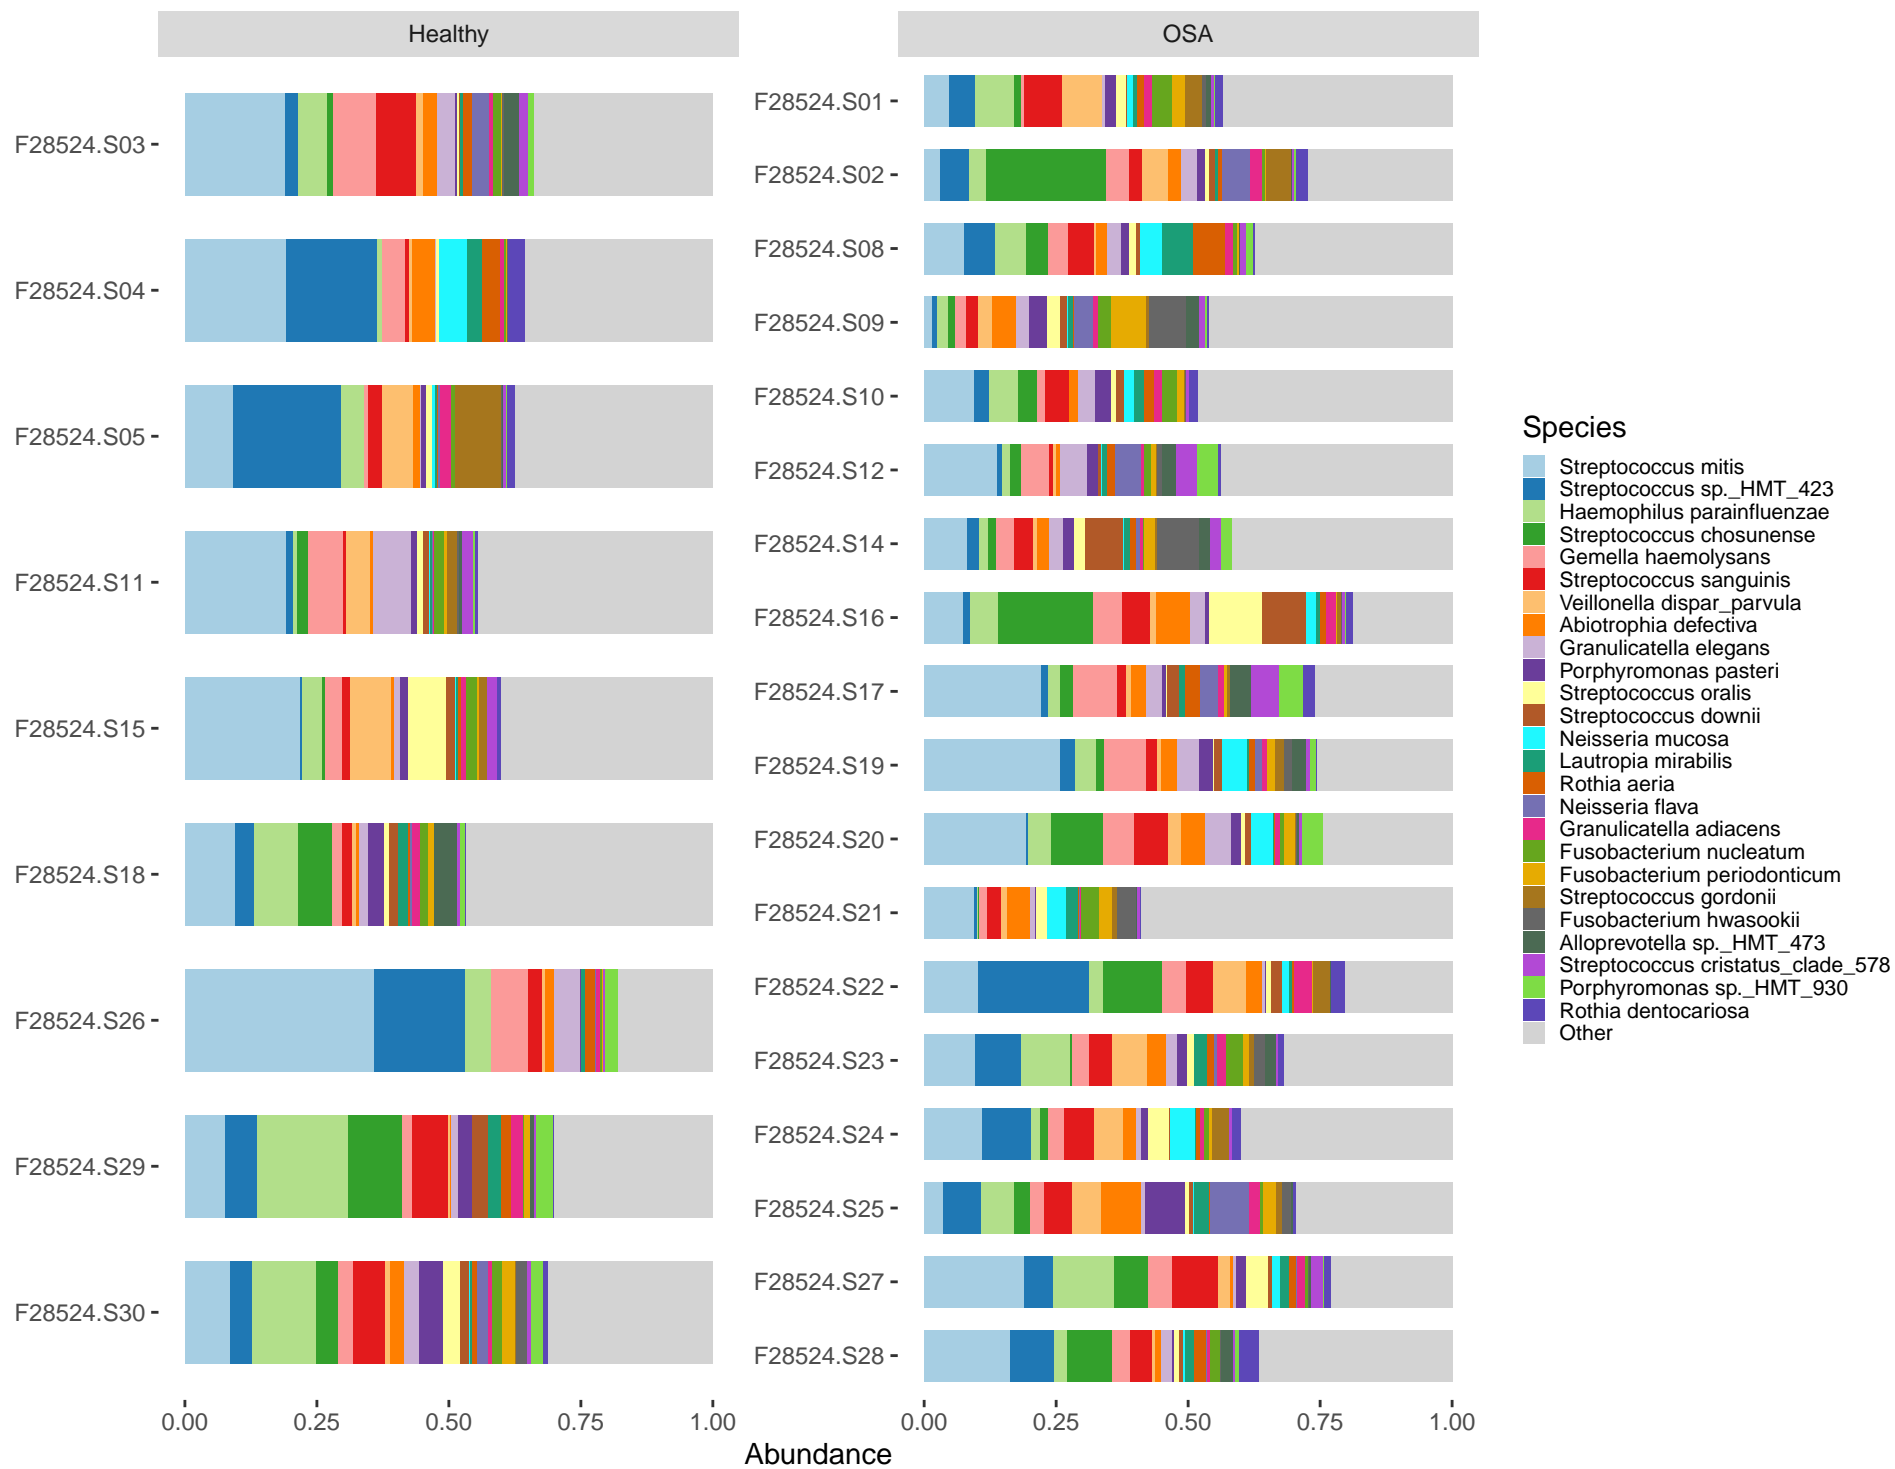 Healthy
OSA
F28524.S03
F28524.S04
F28524.S05
F28524.S11
F28524.S15
F28524.S18
F28524.S26
F28524.S29
F28524.S30
F28524.S01
F28524.S02
F28524.S08
F28524.S09
F28524.S10
F28524.S12
F28524.S14
F28524.S16
F28524.S17
F28524.S19
F28524.S20
F28524.S21
F28524.S22
F28524.S23
F28524.S24
F28524.S25
F28524.S27
F28524.S28
0.00 0.25 0.50 0.75 1.00
0.00 0.25 0.50 0.75 1.00
Abundance
Species
Streptococcus mitis
Streptococcus sp._HMT_423
Haemophilus parainfluenzae
Streptococcus chosunense
Gemella haemolysans
Streptococcus sanguinis
Veillonella dispar_parvula
Abiotrophia defectiva
Granulicatella elegans
Porphyromonas pasteri
Streptococcus oralis
Streptococcus downii
Neisseria mucosa
Lautropia mirabilis
Rothia aeria
Neisseria flava
Granulicatella adiacens
Fusobacterium nucleatum
Fusobacterium periodonticum
Streptococcus gordonii
Fusobacterium hwasookii
Alloprevotella sp._HMT_473
Streptococcus cristatus_clade_578
Porphyromonas sp._HMT_930
Rothia dentocariosa
Other